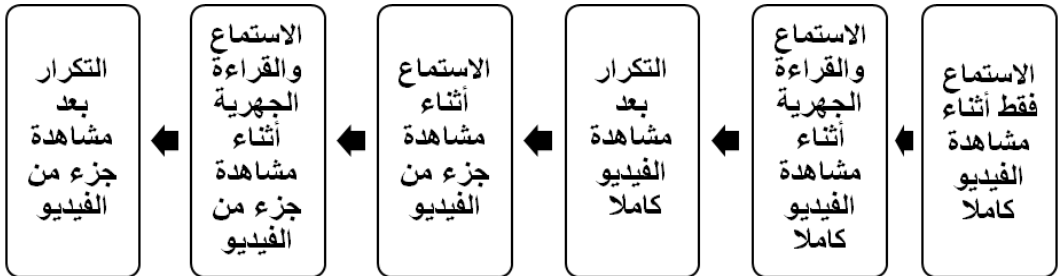 الاستماع
فقط أثناء
مشاهدة
الفيديو
كاملا
الاستماع
والقراءة
الجهرية
أثناء
مشاهدة
الفيديو
كاملا
التكرار
بعد
مشاهدة
الفيديو
كاملا
الاستماع
أثناء
مشاهدة
جزء من
الفيديو
الاستماع
والقراءة
الجهرية
أثناء
مشاهدة
جزء من
الفيديو
التكرار
بعد
مشاهدة
جزء من
الفيديو